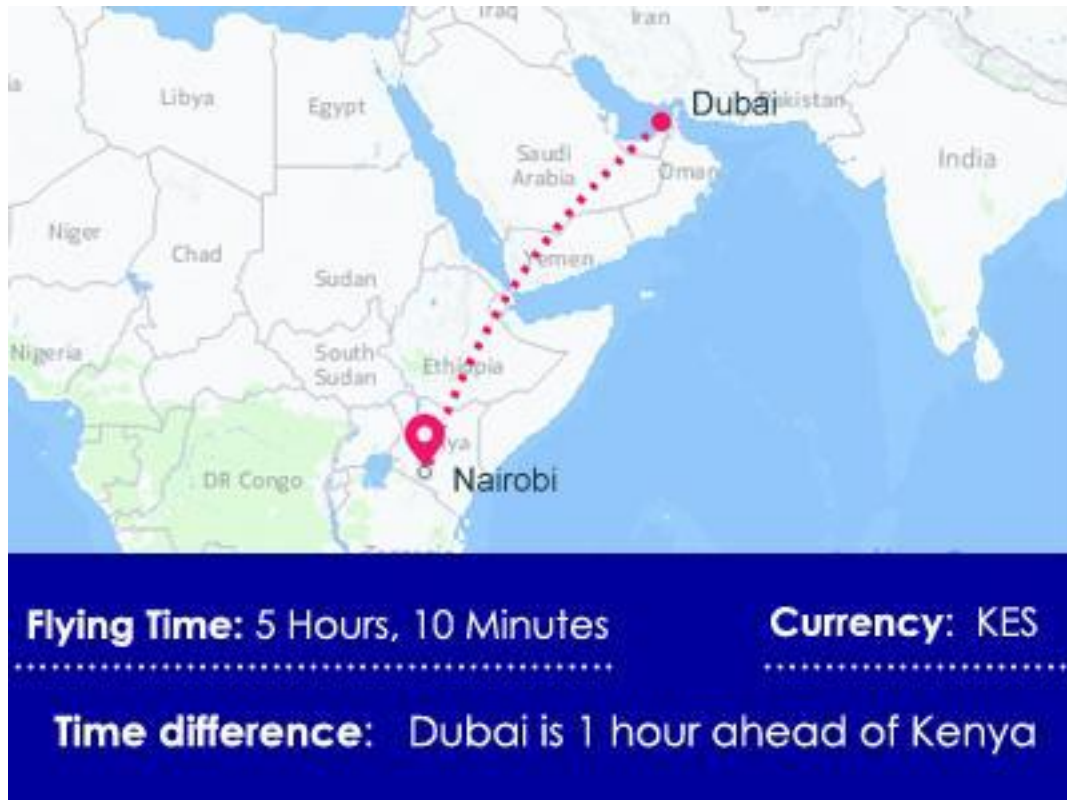 Iraq
Iran
Libya
Egypt
Dubai
Pakistan
Saudi
Arabia
Oman
India
Niger
Chad
Yemen
Sudan
Nigeria
South
Sudan
Ethiopia
DR Congo
Nairobi
Flying Time: 5 Hours, 10 Minutes
Currency: KES
Time difference: Dubai is 1 hour ahead of Kenya